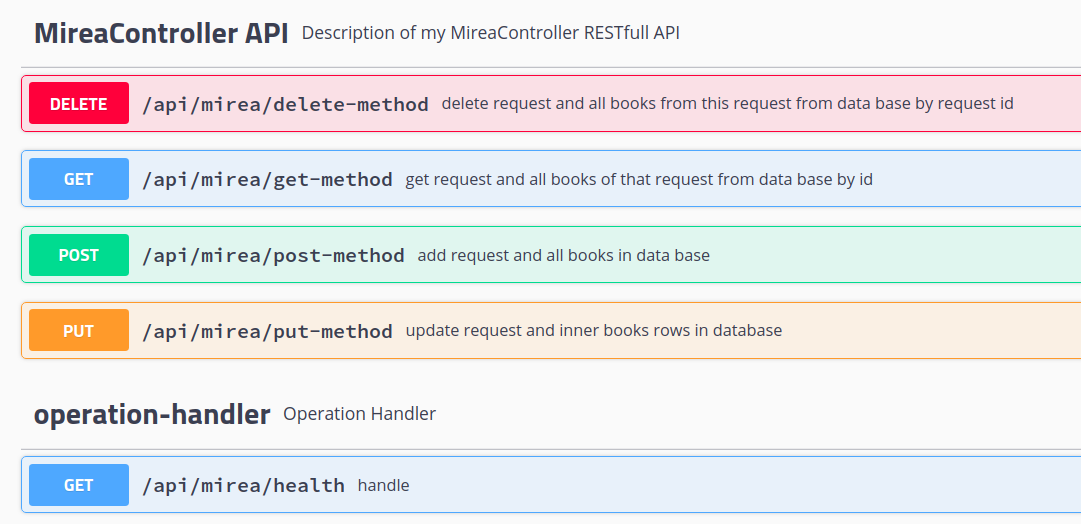 MireaController API Description of my MireaController RESTfull API
DELETE /api/mirea/delete-method delete request and all books from this request from data base by request id
GET /api/mirea/get-method get request and all books of that request from data base by id
POST /api/mirea/post-method add request and all books in data base
PUT /api/mirea/put-method update request and inner books rows in database
operation-handler Operation Handler
GET /api/mirea/health handle